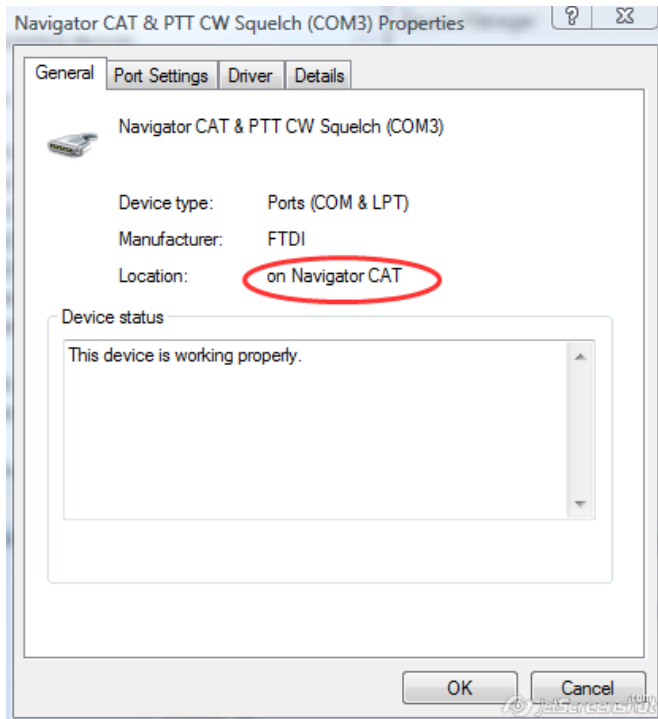 Navigator CAT & PTT CW Squelch (COM3) Properties
General Port Settings Driver Details
Navigator CAT & PTT CW Squelch (COM3)
Device type: Ports (COM & LPT)
Manufacturer: FTDI
Location: on Navigator CAT
Device status
This device is working properly.
OK Cancel